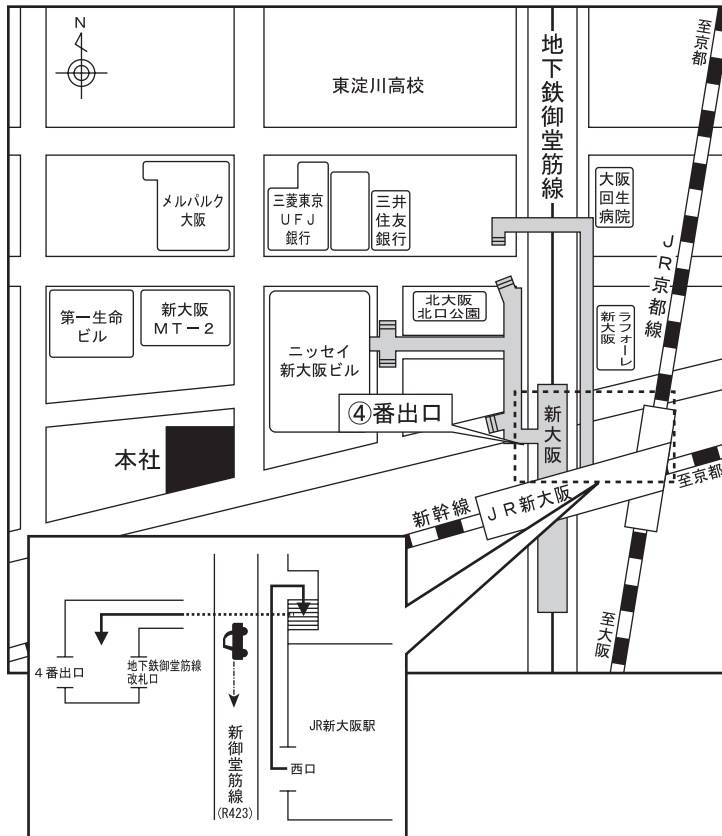 N
東淀川高校
地下鉄御堂筋線
至京都
メルパルク
大阪
三菱東京
UFJ
銀行
三井
住友
銀行
大阪
回生
病院
JR京都線
第一生命
ビル
新大阪
MT－2
ニッセイ
新大阪ビル
北大阪
北口公園
ラフォーレ
新大阪
④番出口
新大阪
本社
新幹線
JR新大阪
至京都
至大阪
4番出口
地下鉄御堂筋線
改札口
新御堂筋線
(R423)
JR新大阪駅
西口